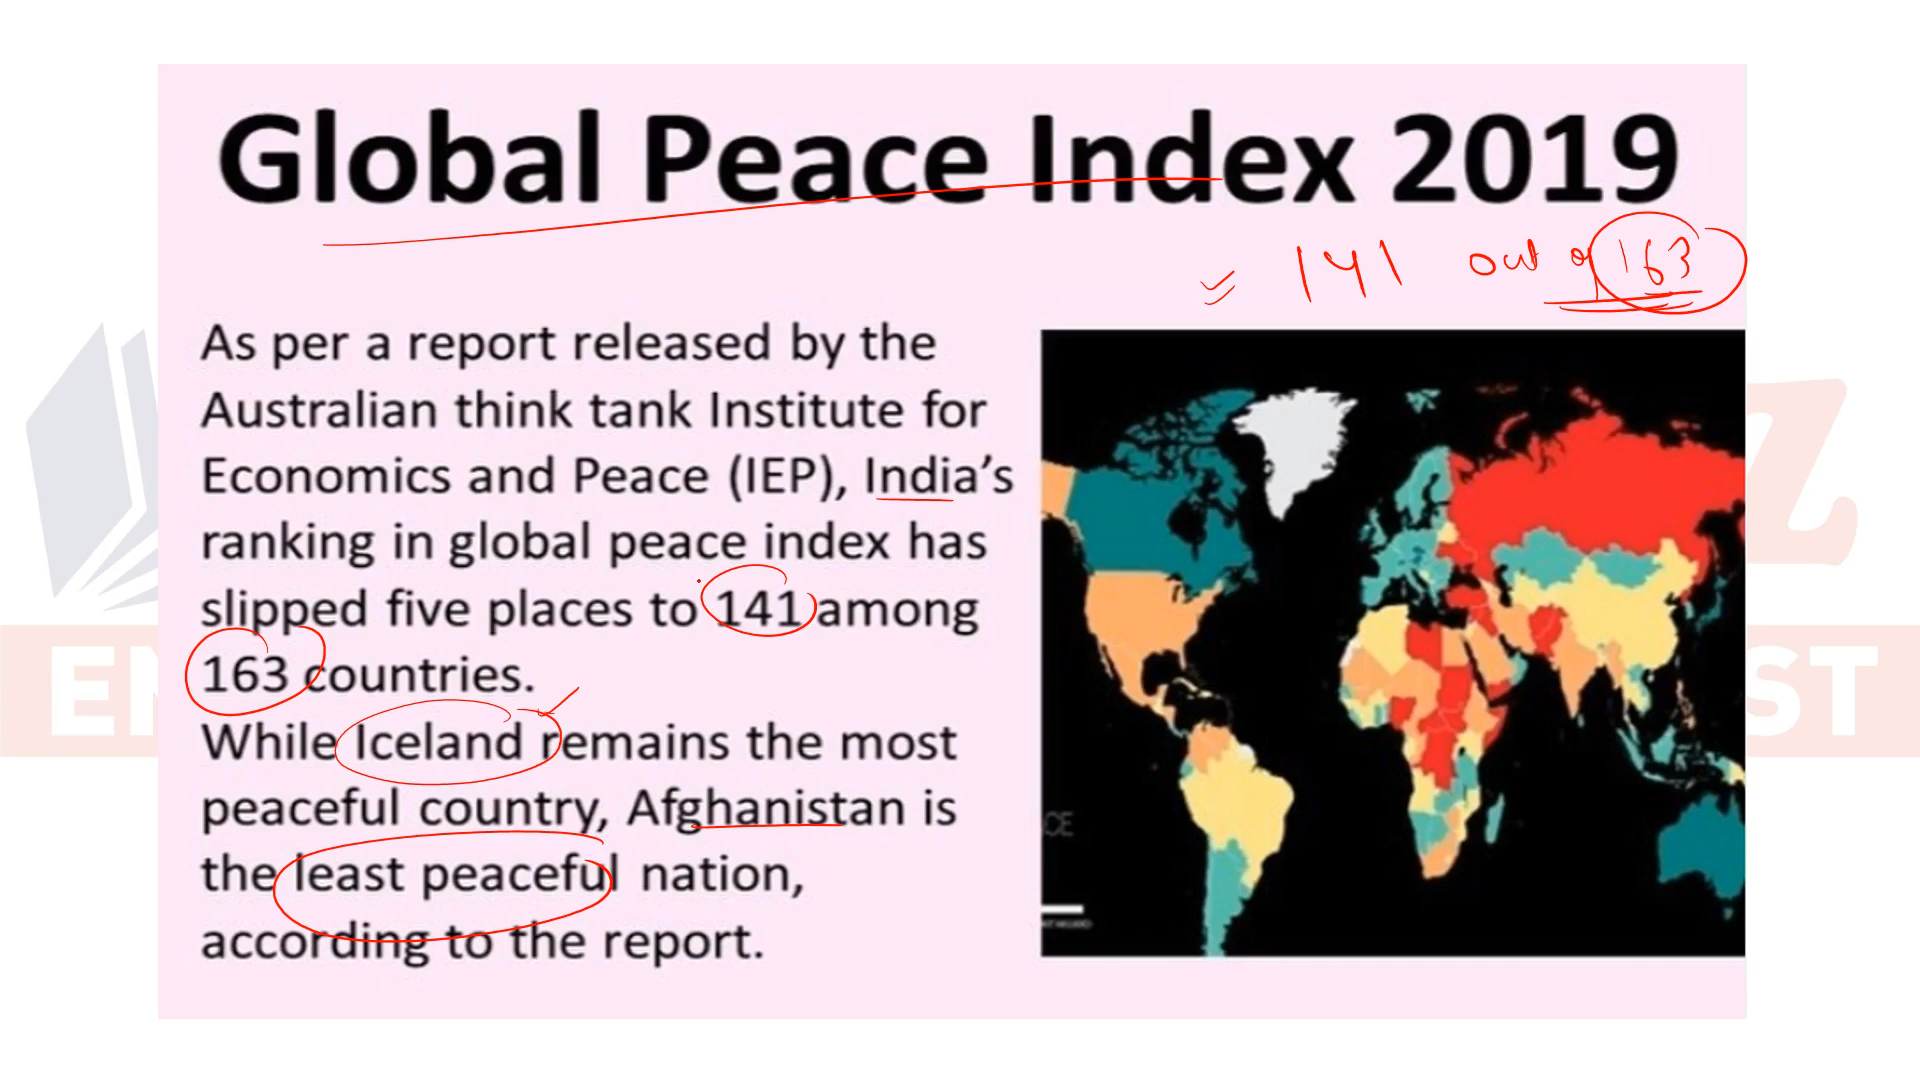 Global Peace Index 2019
= 141 out of 163
As per a report released by the
Australian think tank Institute for
Economics and Peace (IEP), India’s
ranking in global peace index has
slipped five places to 141 among
163 countries.
While Iceland remains the most
peaceful country, Afghanistan is
the least peaceful nation,
according to the report.